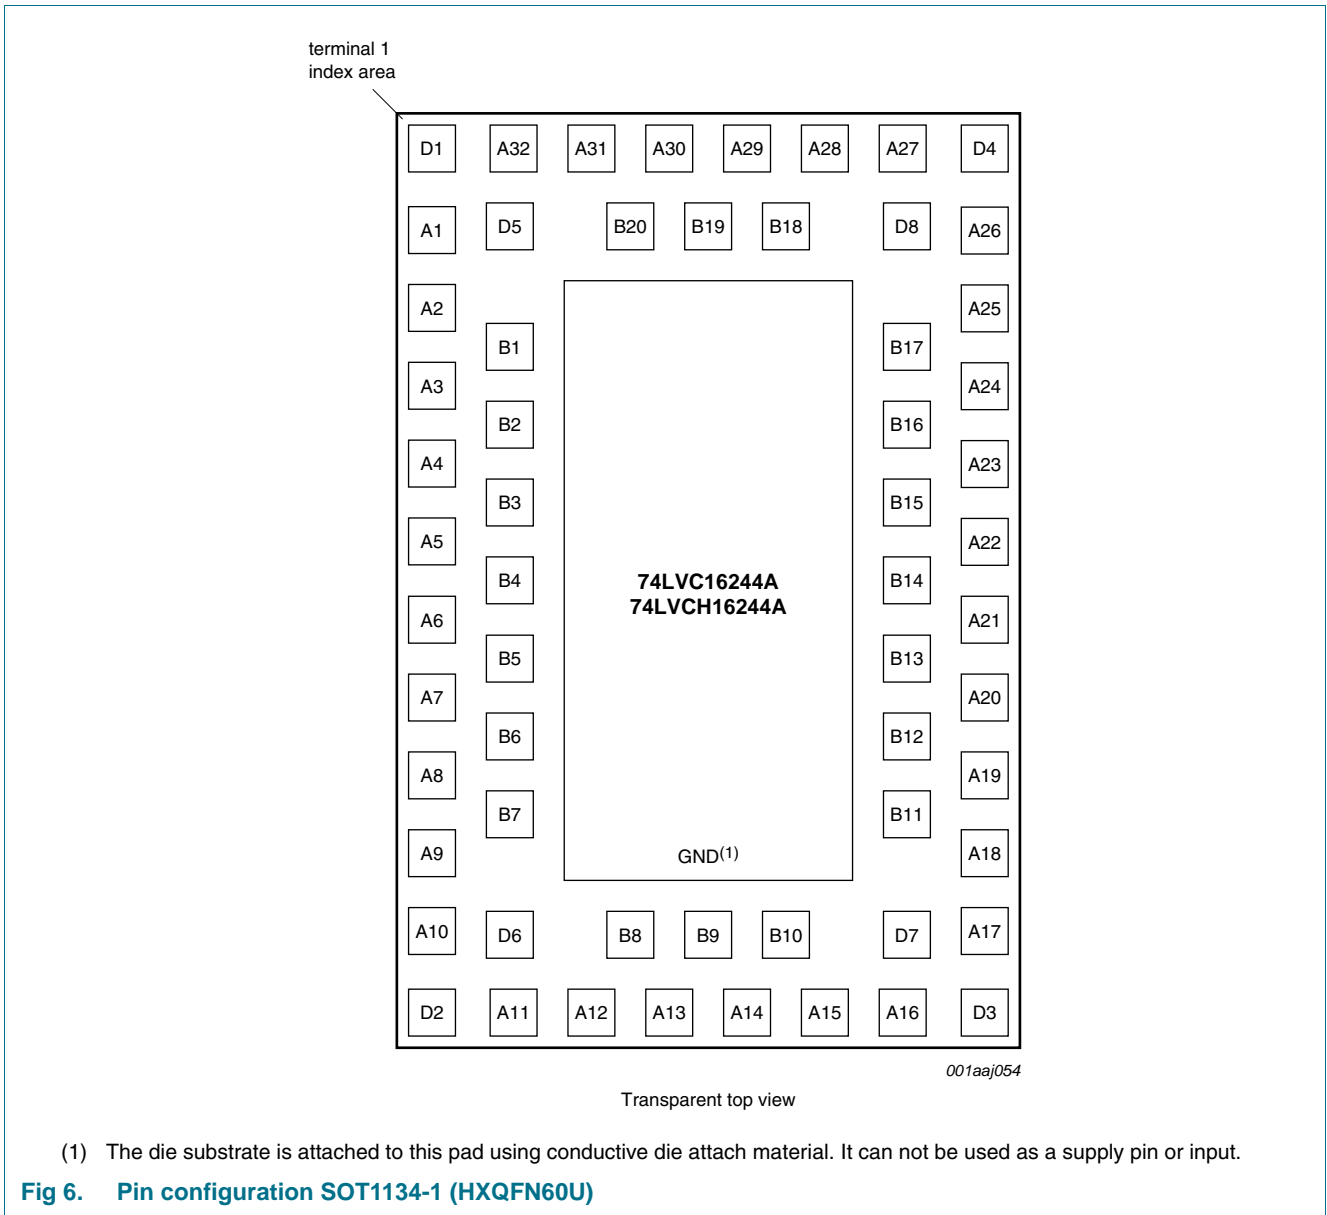 terminal 1
index area
D1 A32 A31 A30 A29 A28 A27 D4
A1 D5 B20 B19 B18 D8 A26
A2 A25
B1 B17
A3 A24
B2 B16
A4 A23
B3 B15
A5 A22
B4 74LVC16244A B14
74LVCH16244A
A6 A21
B5 B13
A7 A20
B6 B12
A8 A19
B7 B11
A9 GND(1) A18
A10 D6 B8 B9 B10 D7 A17
D2 A11 A12 A13 A14 A15 A16 D3
001aaj054
Transparent top view
(1) The die substrate is attached to this pad using conductive die attach material. It can not be used as a supply pin or input.
Fig 6. Pin configuration SOT1134-1 (HXQFN60U)